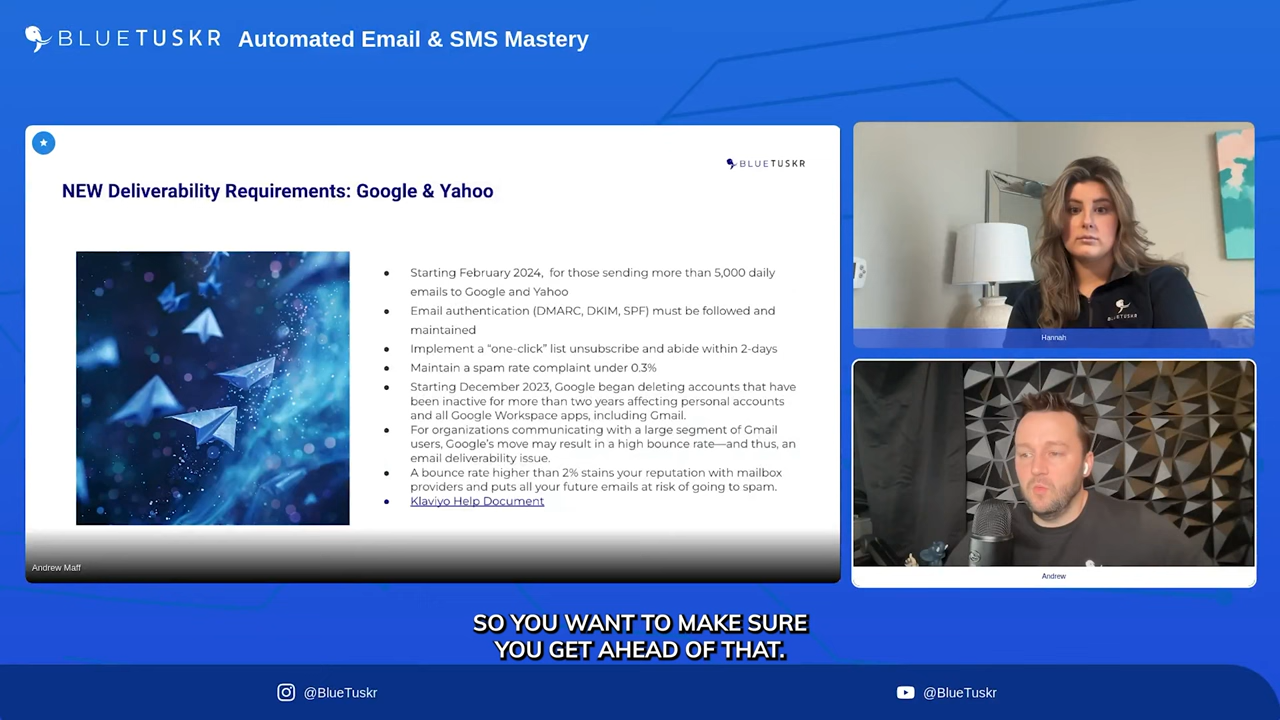 BLUETUSKR Automated Email & SMS Mastery
BLUETUSKR
NEW Deliverability Requirements: Google & Yahoo
● Starting February 2024, for those sending more than 5,000 daily
emails to Google and Yahoo
● Email authentication (DMARC, DKIM, SPF) must be followed and
maintained
● Implement a “one-click” list unsubscribe and abide within 2-days
● Maintain a spam rate complaint under 0.3%
● Starting December 2023, Google began deleting accounts that have
been inactive for more than two years affecting personal accounts
and all Google Workspace apps, including Gmail.
● For organizations communicating with a large segment of Gmail
users, Google’s move may result in a high bounce rate—and thus, an
email deliverability issue.
● A bounce rate higher than 2% stains your reputation with mailbox
providers and puts all your future emails at risk of going to spam.
● Klaviyo Help Document
Andrew Maff
BLUETUSKR
Hannah
Andrew
SO YOU WANT TO MAKE SURE
YOU GET AHEAD OF THAT.
@BlueTuskr
@BlueTuskr